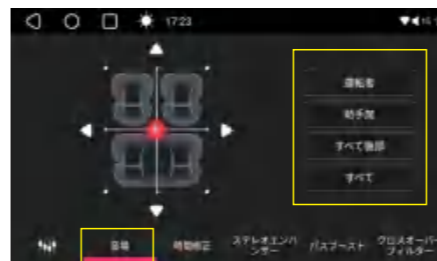 17:23
運転者
助手席
すべて後部
すべて
音場
時間修正
ステレオエンハンサー
バスブースト
クロスオーバーフィルター